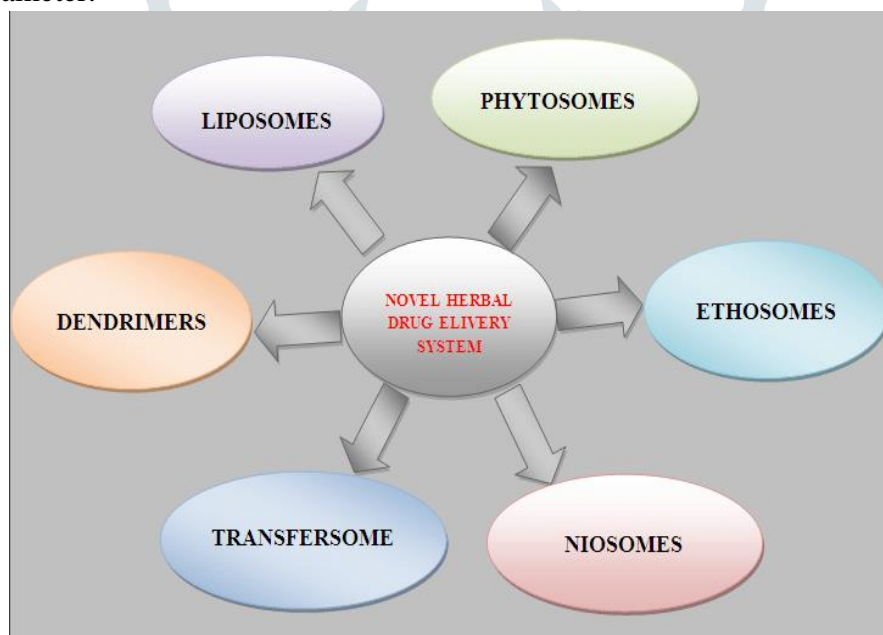 LIPOSOMES
PHYTOSOMES
NOVEL HERBAL
DRUG ELIVERY
SYSTEM
DENDRIMERS
ETHOSOMES
TRANSFERSOME
NIOSOMES